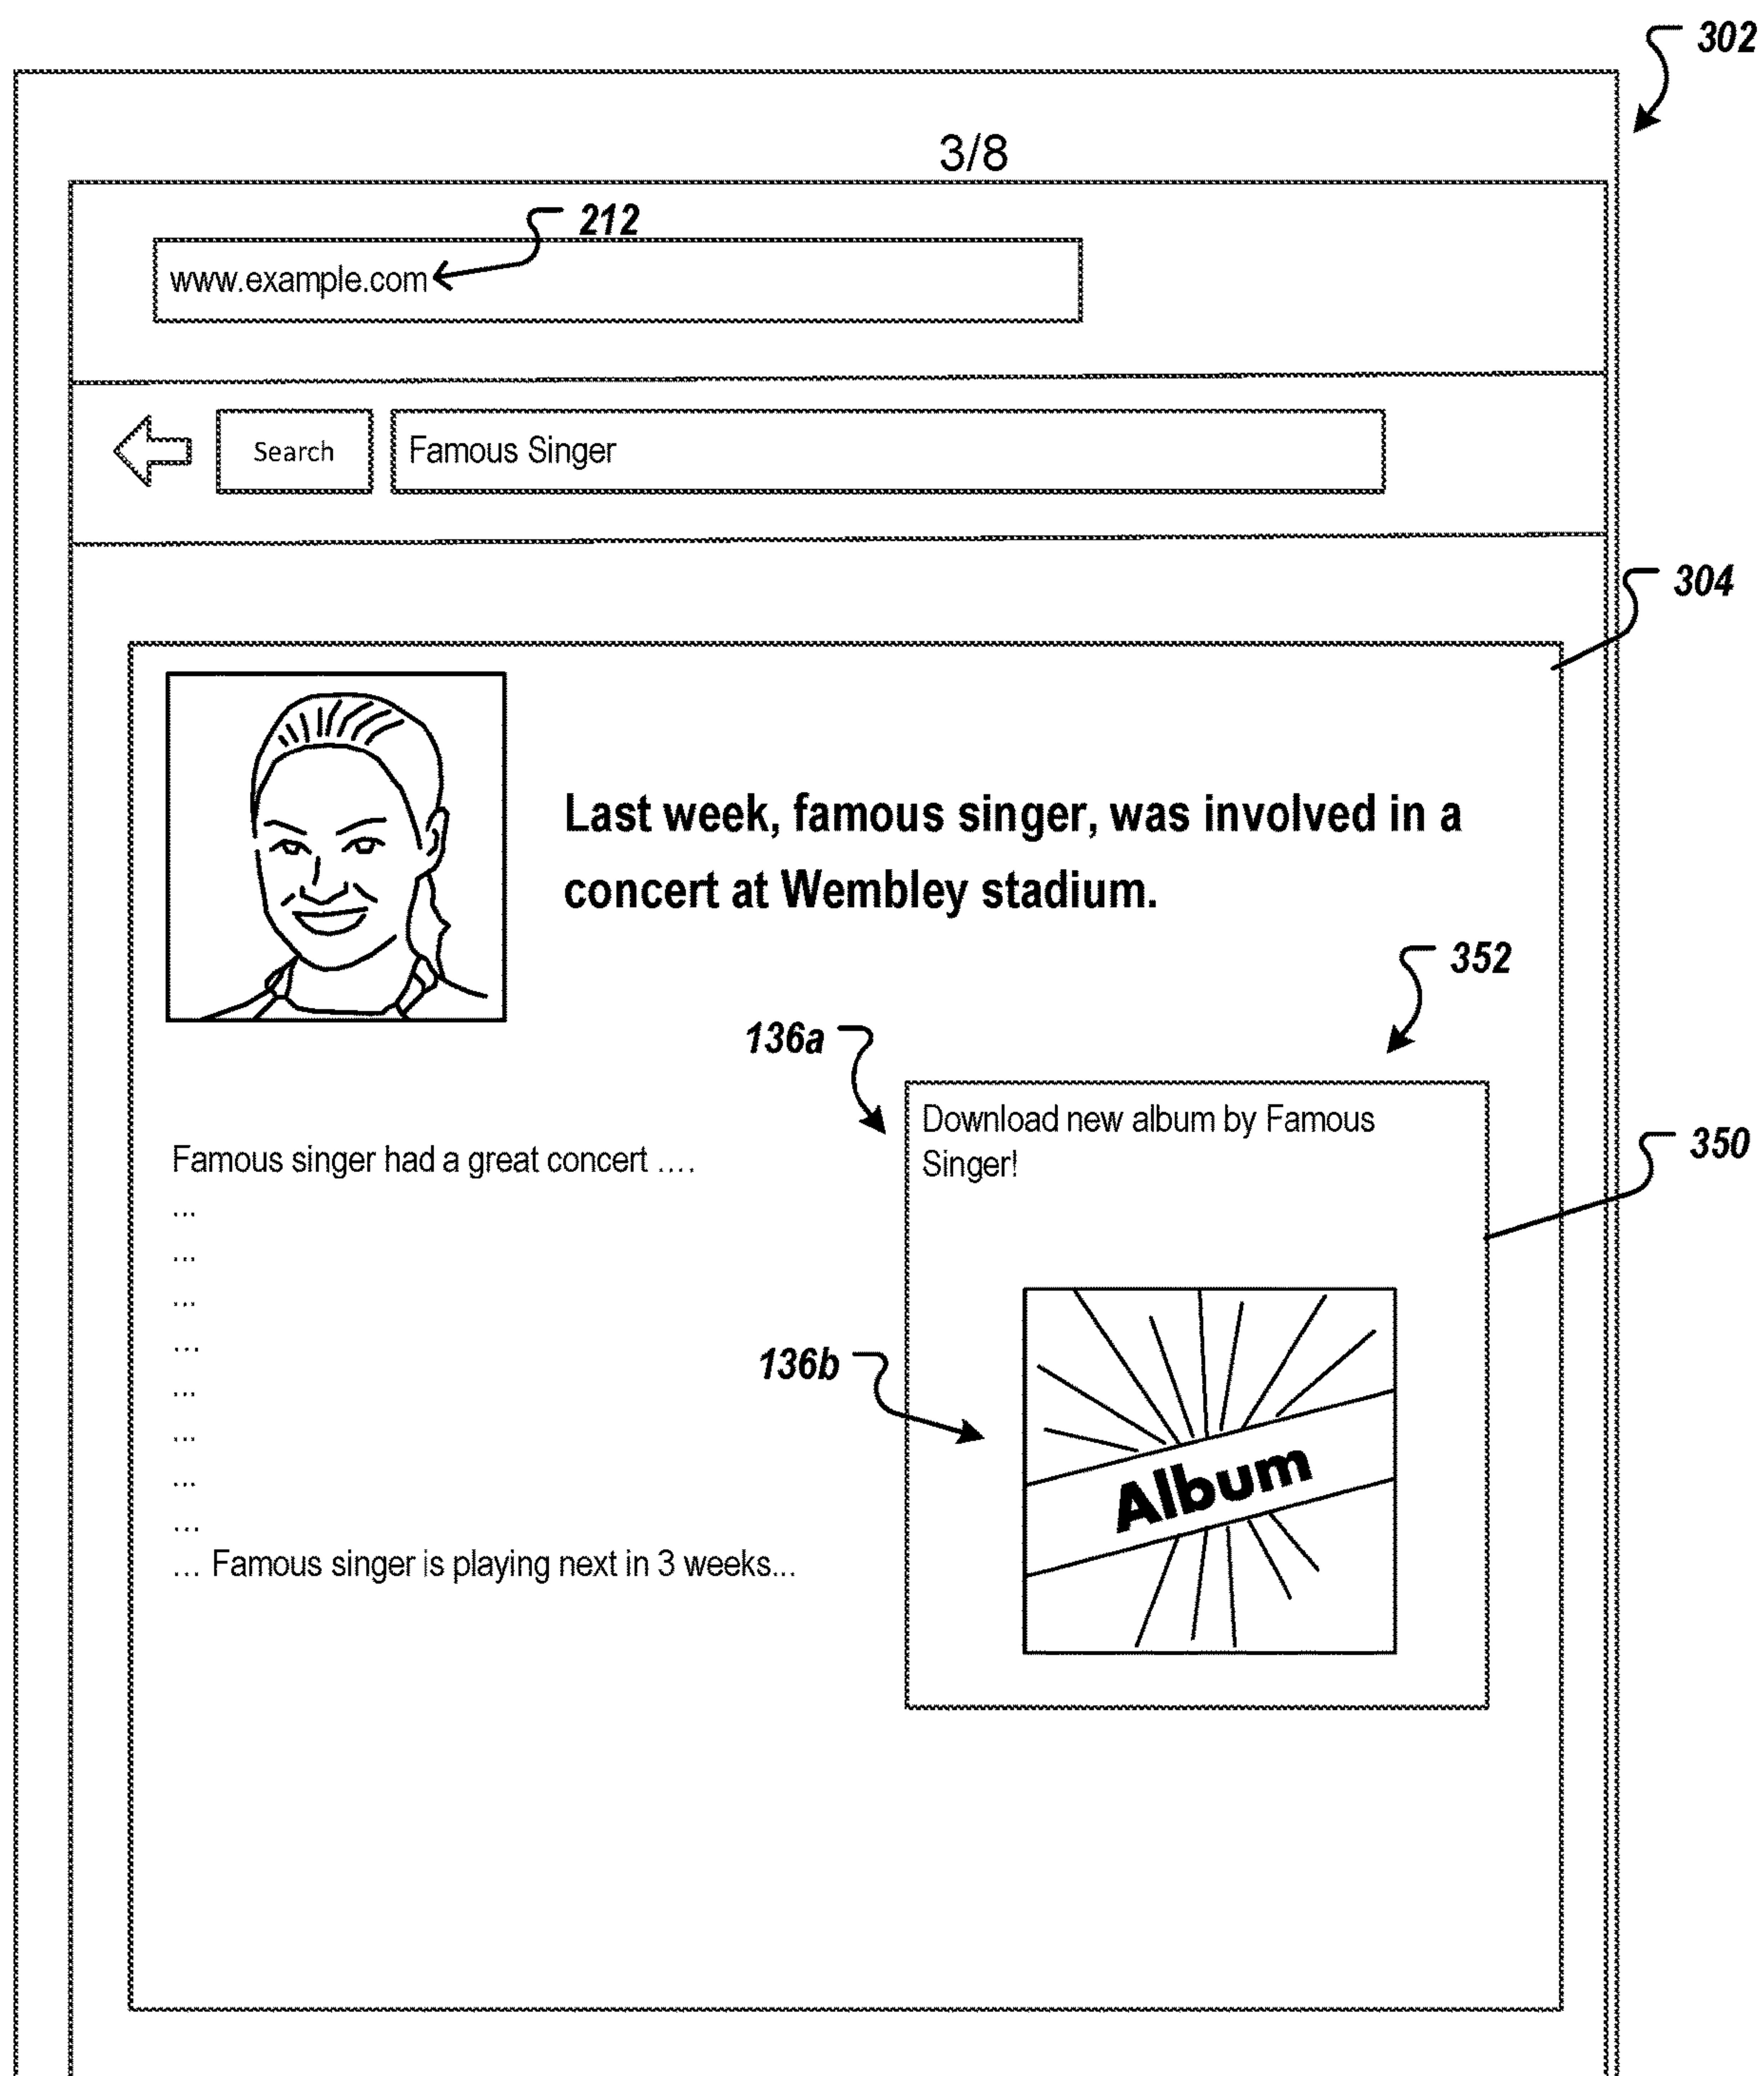 302
3/8
212
www.example.com
Search
Famous Singer
304
Last week, famous singer, was involved in a
concert at Wembley stadium.
352
136a
Download new album by Famous
Singer!
350
Famous singer had a great concert ....
...
...
...
...
...
...
...
...
... Famous singer is playing next in 3 weeks...
136b
Album